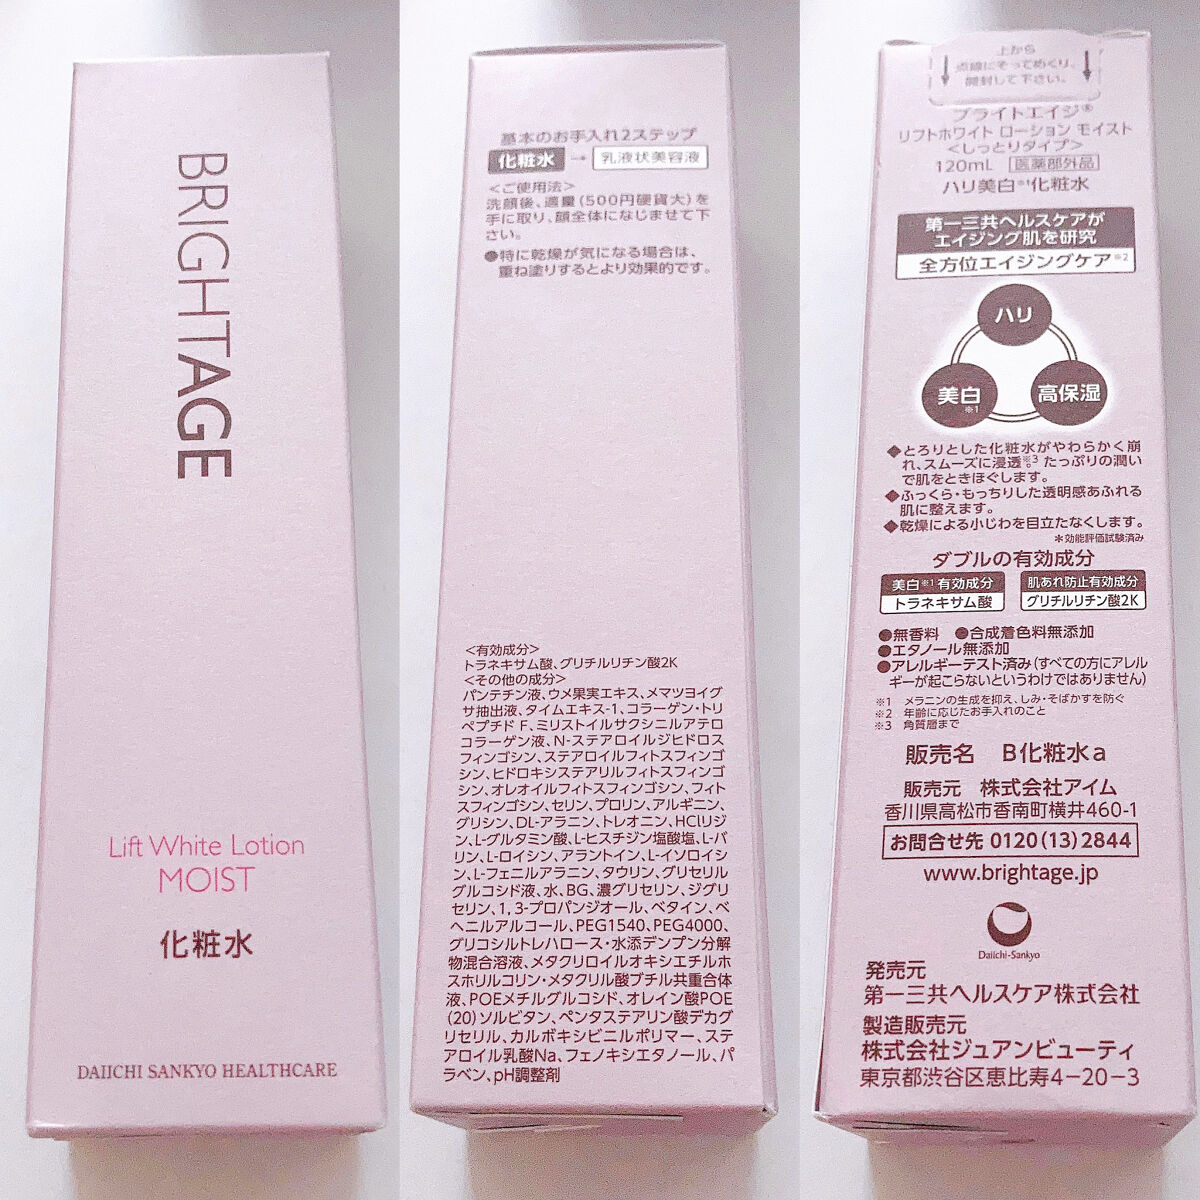 BRIGHTAGE
Lift White Lotion
MOIST
化粧水
DAIICHI SANKYO HEALTHCARE
基本のお手入れ2ステップ
化粧水 → 乳液状美容液
＜ご使用法＞
洗顔後、適量(500円硬貨大)を
手に取り、顔全体になじませて下
さい。
●特に乾燥が気になる場合は、
重ね塗りするとより効果的です。
＜有効成分＞
トラネキサム酸、グリチルリチン酸2K
＜その他の成分＞
パンテチン液、ウメ果実エキス、メマツヨイグ
サ抽出液、タイムエキス-1、コラーゲン・トリ
ペプチド F、ミリストイルサクシニルアテロ
コラーゲン液、N-ステアロイルジヒドロス
フィンゴシン、ステアロイルフィトスフィンゴ
シン、ヒドロキシステアリルフィトスフィンゴ
シン、オレオイルフィトスフィンゴシン、フィト
スフィンゴシン、セリン、プロリン、アルギニン、
グリシン、DL-アラニン、トレオニン、HClリジ
ン、L-グルタミン酸、L-ヒスチジン塩酸塩、L-バ
リン、L-ロイシン、アラントイン、L-イソロイシ
ン、L-フェニルアラニン、タウリン、グリセリル
グルコシド液、水、BG、濃グリセリン、ジグリ
セリン、1,3-プロパンジオール、ベタイン、ベ
ヘニルアルコール、PEG1540、PEG4000、
グリコシルトレハロース・水添デンプン分解
物混合溶液、メタクリロイルオキシエチルホ
スホリルコリン・メタクリル酸ブチル共重合体
液、POEメチルグルコシド、オレイン酸POE
(20)ソルビタン、ペンタステアリン酸デカグ
リセリル、カルボキシビニルポリマー、ステ
アロイル乳酸Na、フェノキシエタノール、パ
ラベン、pH調整剤
上から
点線にそってめくり、
開封して下さい。
ブライトエイジ®
リフトホワイト ローション モイスト
＜しっとりタイプ＞
120mL 医薬部外品
ハリ美白※1化粧水
第一三共ヘルスケアが
エイジング肌を研究
全方位エイジングケア※2
ハリ
美白※1
高保湿
◆とろりとした化粧水がやわらかく崩
れ、スムーズに浸透※3。たっぷりの潤い
で肌をときほぐします。
◆ふっくら・もっちりした透明感あふれる
肌に整えます。
◆乾燥による小じわを目立たなくします。
＊効能評価試験済み
ダブルの有効成分
美白※1有効成分
トラネキサム酸
肌あれ防止有効成分
グリチルリチン酸2K
●無香料 ●合成着色料無添加
●エタノール無添加
●アレルギーテスト済み(すべての方にアレル
ギーが起こらないというわけではありません)
※1 メラニンの生成を抑え、しみ・そばかすを防ぐ
※2 年齢に応じたお手入れのこと
※3 角質層まで
販売名 B化粧水a
販売元 株式会社アイム
香川県高松市香南町横井460-1
お問合せ先 0120(13)2844
www.brightage.jp
Daiichi-Sankyo
発売元
第一三共ヘルスケア株式会社
製造販売元
株式会社ジュアンビューティ
東京都渋谷区恵比寿4-20-3